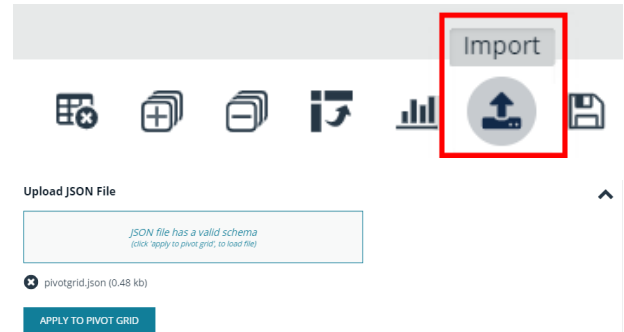 Import
Upload JSON File
JSON file has a valid schema
(click 'apply to pivot grid', to load file)
pivotgrid.json (0.48 kb)
APPLY TO PIVOT GRID